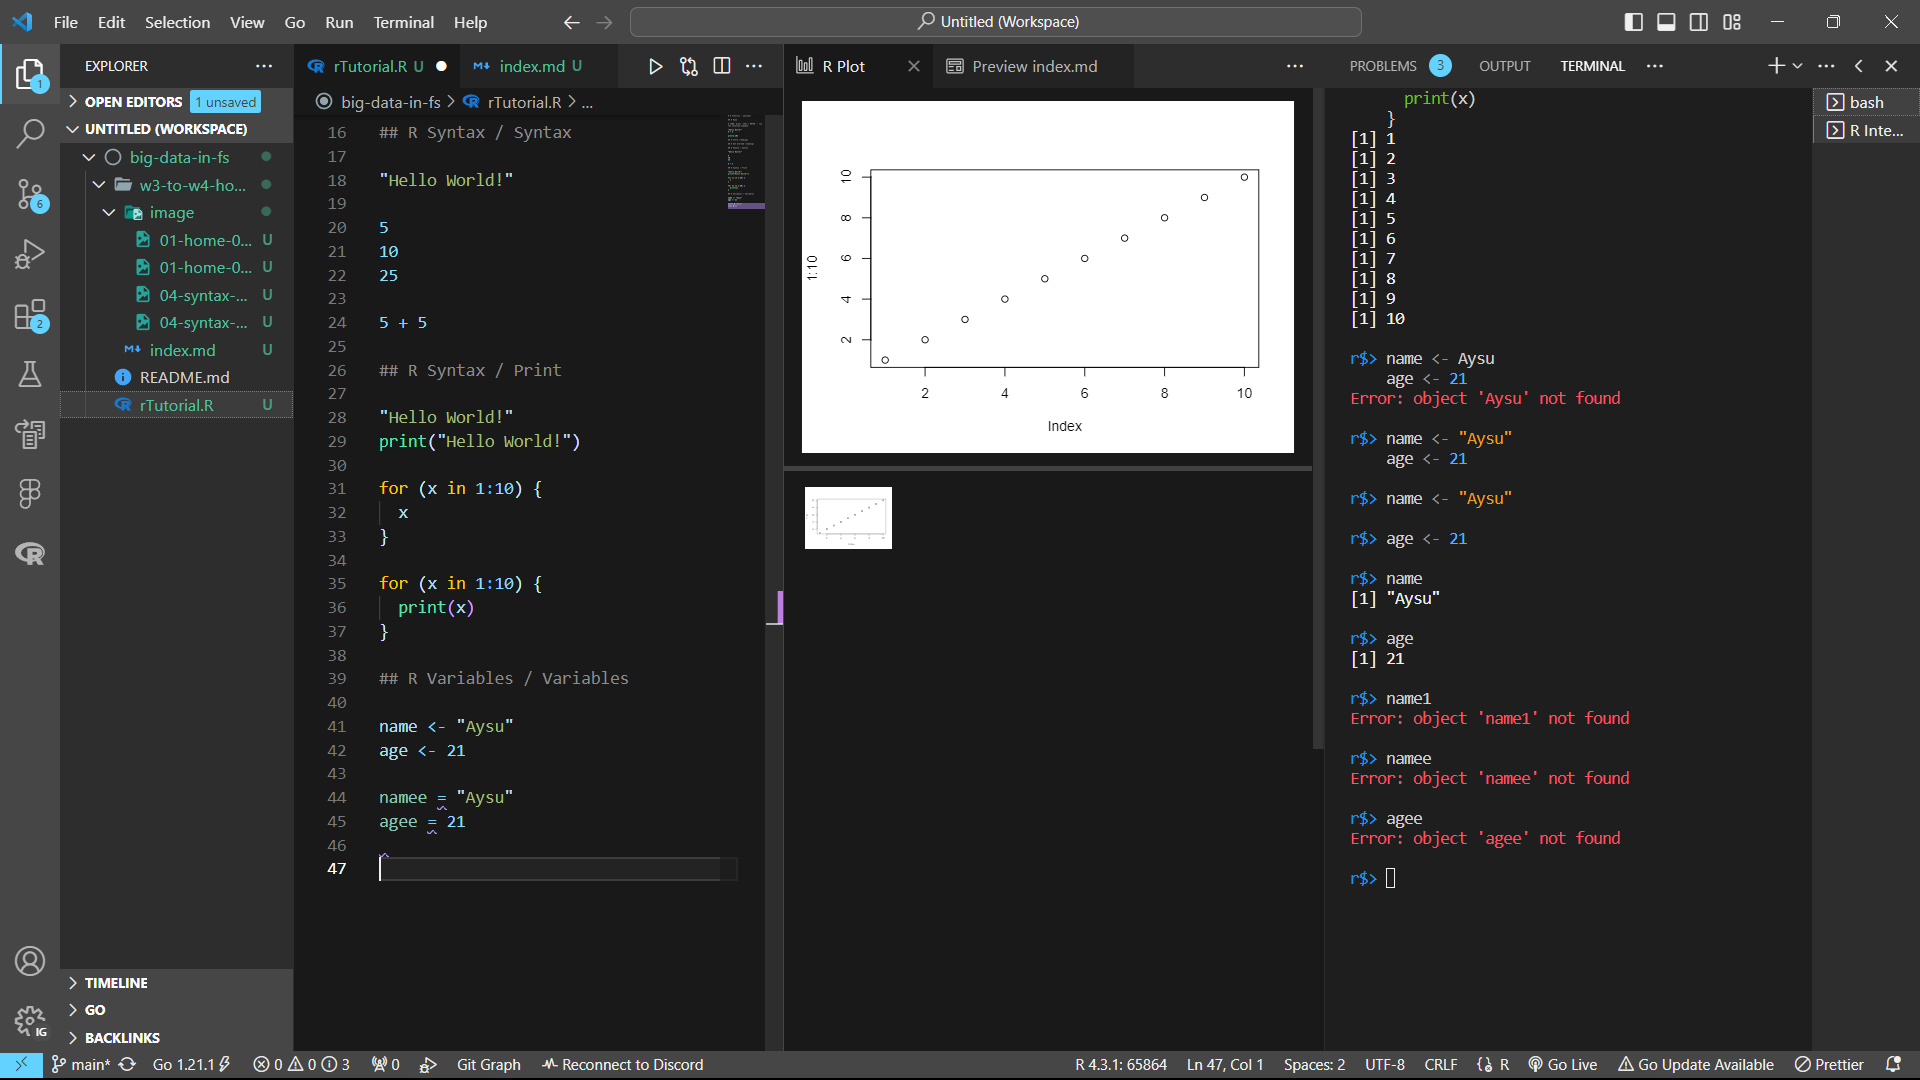 File Edit Selection View Go Run Terminal Help
Untitled (Workspace)
EXPLORER
OPEN EDITORS 1 unsaved
UNTITLED (WORKSPACE)
big-data-in-fs
w3-to-w4-ho...
image
01-home-0... U
01-home-0... U
04-syntax-... U
04-syntax-... U
index.md U
README.md
rTutorial.R U
TIMELINE
GO
BACKLINKS
1
6
2
IG
rTutorial.R U
index.md U
big-data-in-fs > rTutorial.R > ...
16 ## R Syntax / Syntax
17
18 "Hello World!"
19
20 5
21 10
22 25
23
24 5 + 5
25
26 ## R Syntax / Print
27
28 "Hello World!"
29 print("Hello World!")
30
31 for (x in 1:10) {
32 x
33 }
34
35 for (x in 1:10) {
36 print(x)
37 }
38
39 ## R Variables / Variables
40
41 name <- "Aysu"
42 age <- 21
43
44 namee = "Aysu"
45 agee = 21
46
47
R Plot
Preview index.md
1:10
10
8
6
4
2
2 4 6 8 10
Index
PROBLEMS 3 OUTPUT TERMINAL
bash
R Inte...
print(x)
}
[1] 1
[1] 2
[1] 3
[1] 4
[1] 5
[1] 6
[1] 7
[1] 8
[1] 9
[1] 10
r$> name <- Aysu
age <- 21
Error: object 'Aysu' not found
r$> name <- "Aysu"
age <- 21
r$> name <- "Aysu"
r$> age <- 21
r$> name
[1] "Aysu"
r$> age
[1] 21
r$> name1
Error: object 'name1' not found
r$> namee
Error: object 'namee' not found
r$> agee
Error: object 'agee' not found
r$>
main* Go 1.21.1 0 0 3 0 Git Graph Reconnect to Discord R 4.3.1: 65864 Ln 47, Col 1 Spaces: 2 UTF-8 CRLF {} R Go Live Go Update Available Prettier